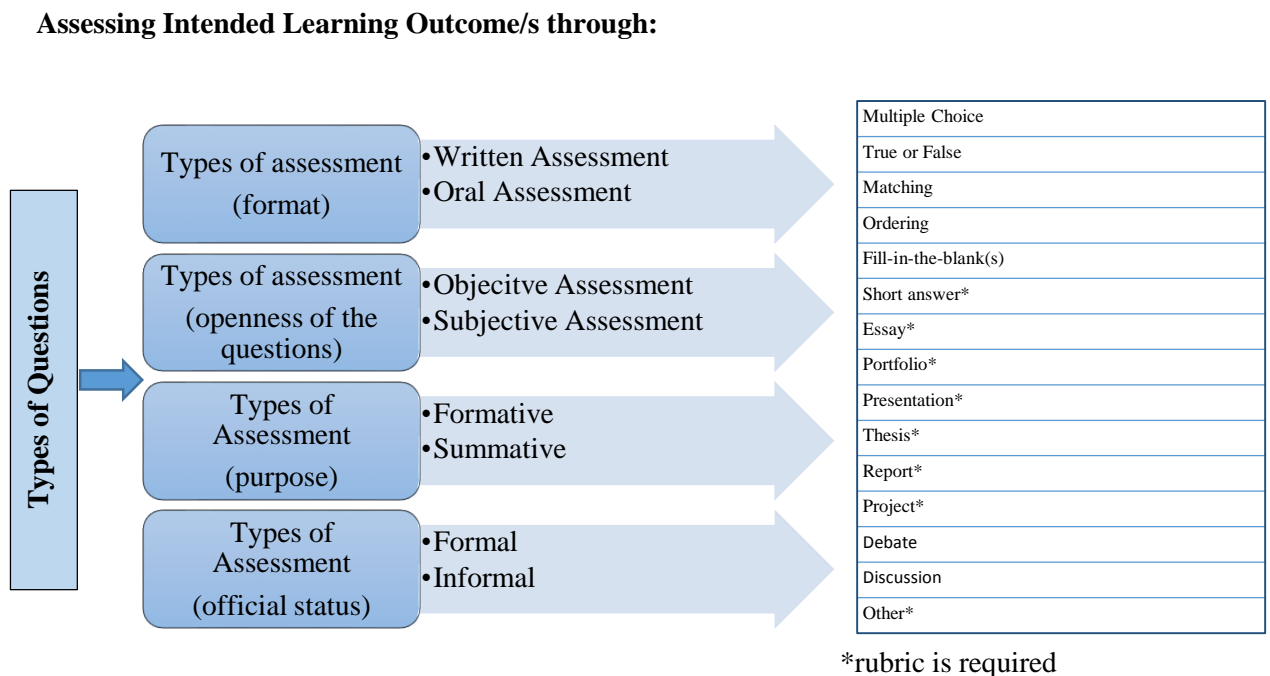 Assessing Intended Learning Outcome/s through:
Types of Questions
Types of assessment
(format)
•Written Assessment
•Oral Assessment
Types of assessment
(openness of the
questions)
•Objecitve Assessment
•Subjective Assessment
Types of
Assessment
(purpose)
•Formative
•Summative
Types of
Assessment
(official status)
•Formal
•Informal
Multiple Choice
True or False
Matching
Ordering
Fill-in-the-blank(s)
Short answer*
Essay*
Portfolio*
Presentation*
Thesis*
Report*
Project*
Debate
Discussion
Other*
*rubric is required